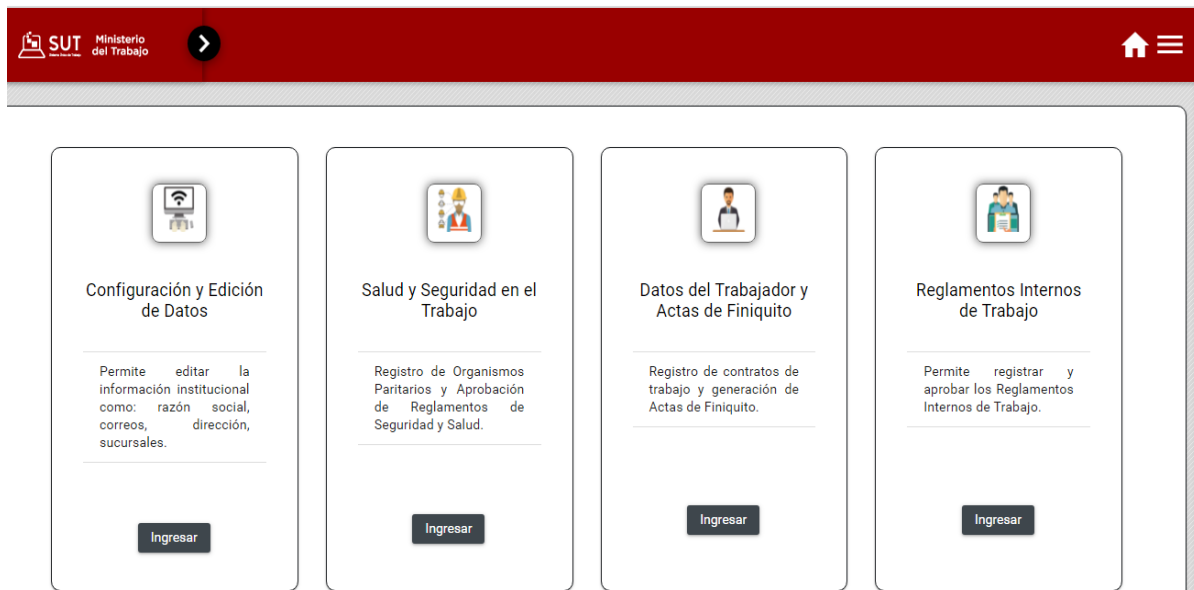 SUT
Ministerio
del Trabajo
Configuración y Edición
de Datos
Permite editar la
información institucional
como: razón social,
correos, dirección,
sucursales.
Ingresar
Salud y Seguridad en el
Trabajo
Registro de Organismos
Paritarios y Aprobación
de Reglamentos de
Seguridad y Salud.
Ingresar
Datos del Trabajador y
Actas de Finiquito
Registro de contratos de
trabajo y generación de
Actas de Finiquito.
Ingresar
Reglamentos Internos
de Trabajo
Permite registrar y
aprobar los Reglamentos
Internos de Trabajo.
Ingresar